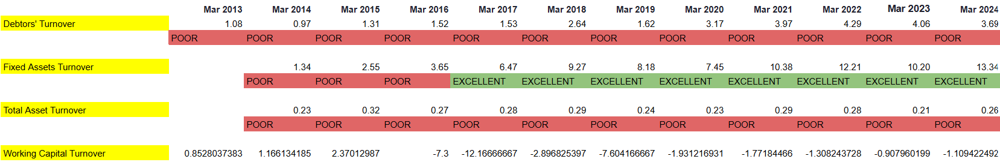 Mar 2013 Mar 2014 Mar 2015 Mar 2016 Mar 2017 Mar 2018 Mar 2019 Mar 2020 Mar 2021 Mar 2022 Mar 2023 Mar 2024
Debtors' Turnover 1.08 0.97 1.31 1.52 1.53 2.64 1.62 3.17 3.97 4.29 4.06 3.69
POOR POOR POOR POOR POOR POOR POOR POOR POOR POOR POOR POOR
Fixed Assets Turnover 1.34 2.55 3.65 6.47 9.27 8.18 7.45 10.38 12.21 10.20 13.34
POOR POOR POOR EXCELLENT EXCELLENT EXCELLENT EXCELLENT EXCELLENT EXCELLENT EXCELLENT EXCELLENT
Total Asset Turnover 0.23 0.32 0.27 0.28 0.29 0.24 0.23 0.29 0.28 0.21 0.26
POOR POOR POOR POOR POOR POOR POOR POOR POOR POOR POOR
Working Capital Turnover 0.8528037383 1.166134185 2.37012987 -7.3 -12.16666667 -2.896825397 -7.604166667 -1.931216931 -1.77184466 -1.308243728 -0.907960199 -1.109422492